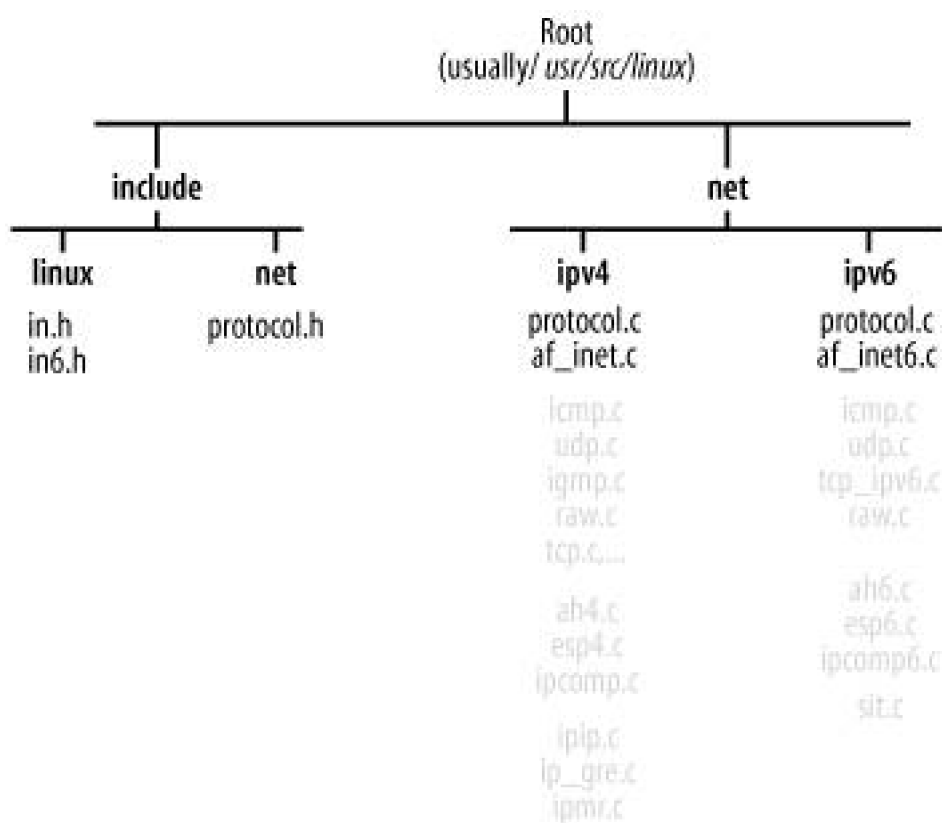 Root
(usually/ usr/src/linux)
include
net
linux
net
ipv4
ipv6
in.h
in6.h
protocol.h
protocol.c
af_inet.c
icmp.c
udp.c
igmp.c
raw.c
tcp.c,...
ah4.c
esp4.c
ipcomp.c
ipip.c
ip_gre.c
ipmr.c
protocol.c
af_inet6.c
icmp.c
udp.c
tcp_ipv6.c
raw.c
ah6.c
esp6.c
ipcomp6.c
sit.c